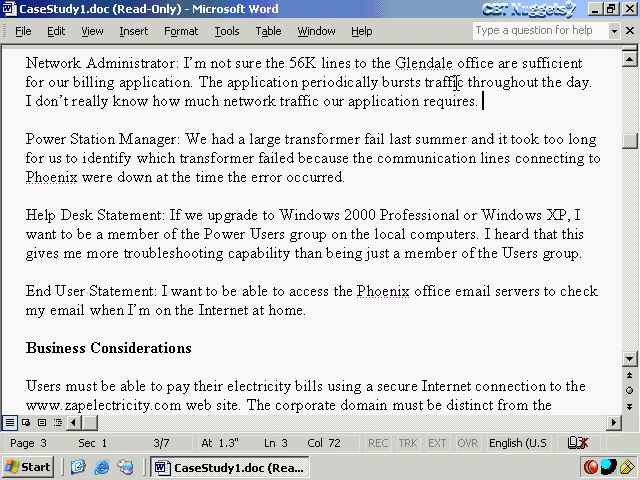 CaseStudy1.doc (Read-Only) - Microsoft Word
CBT Nuggets
File Edit View Insert Format Tools Table Window Help
Type a question for help
Network Administrator: I'm not sure the 56K lines to the Glendale office are sufficient
for our billing application. The application periodically bursts traffic throughout the day.
I don't really know how much network traffic our application requires.
Power Station Manager: We had a large transformer fail last summer and it took too long
for us to identify which transformer failed because the communication lines connecting to
Phoenix were down at the time the error occurred.
Help Desk Statement: If we upgrade to Windows 2000 Professional or Windows XP, I
want to be a member of the Power Users group on the local computers. I heard that this
gives me more troubleshooting capability than being just a member of the Users group.
End User Statement: I want to be able to access the Phoenix office email servers to check
my email when I'm on the Internet at home.
Business Considerations
Users must be able to pay their electricity bills using a secure Internet connection to the
www.zapelectricity.com web site. The corporate domain must be distinct from the
Page 3 Sec 1 3/7 At 1.3" Ln 3 Col 72 REC TRK EXT OVR English (U.S
Start CaseStudy1.doc (Rea...